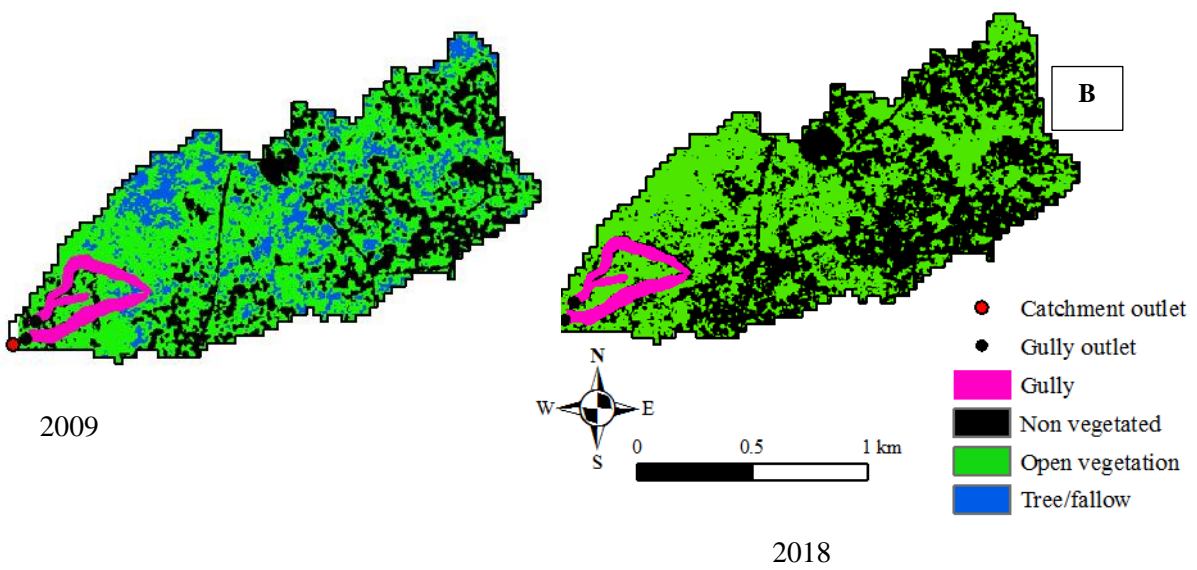 B
Catchment outlet
Gully outlet
N
W E
S
Gully
Non vegetated
Open vegetation
Tree/fallow
0 0.5 1 km
2009
2018